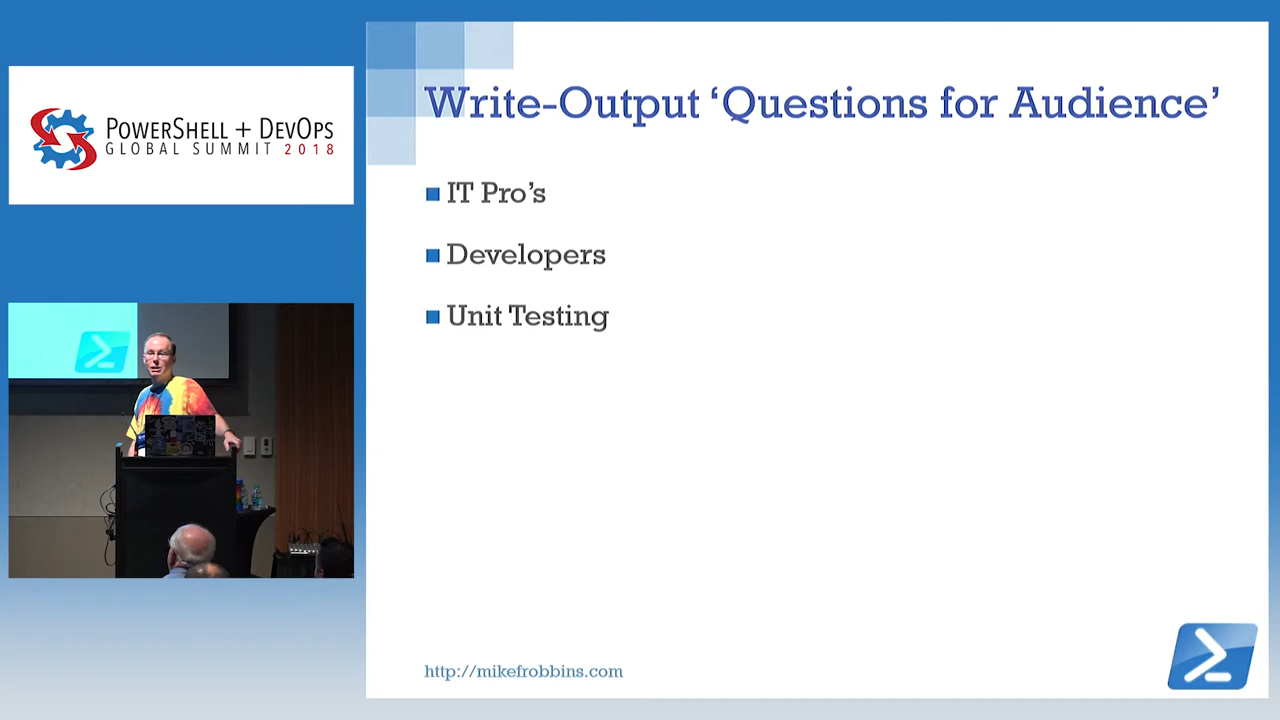 POWERSHELL + DEVOPS
GLOBAL SUMMIT 2018
Write-Output ‘Questions for Audience’
IT Pro’s
Developers
Unit Testing
http://mikefrobbins.com